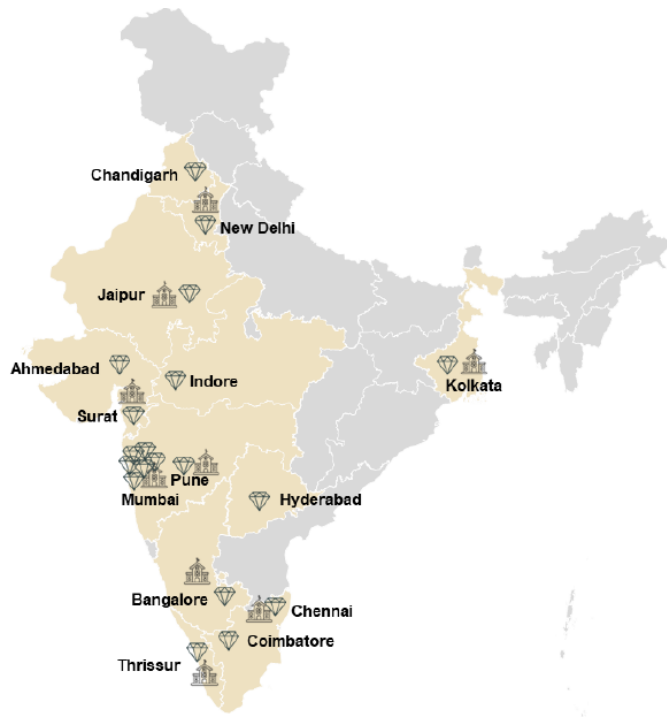 Chandigarh
New Delhi
Jaipur
Ahmedabad
Indore
Kolkata
Surat
Pune
Mumbai
Hyderabad
Bangalore
Chennai
Coimbatore
Thrissur